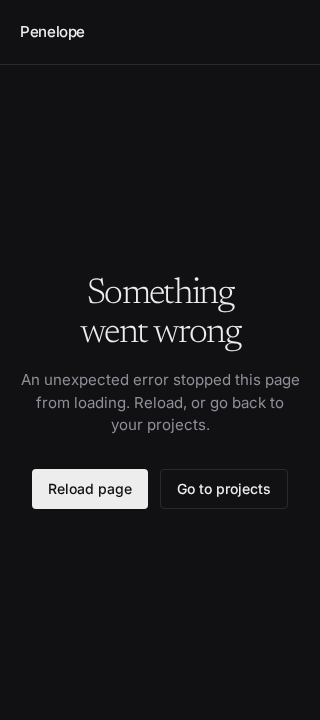 Penelope
Something
went wrong
An unexpected error stopped this page
from loading. Reload, or go back to
your projects.
Reload page
Go to projects